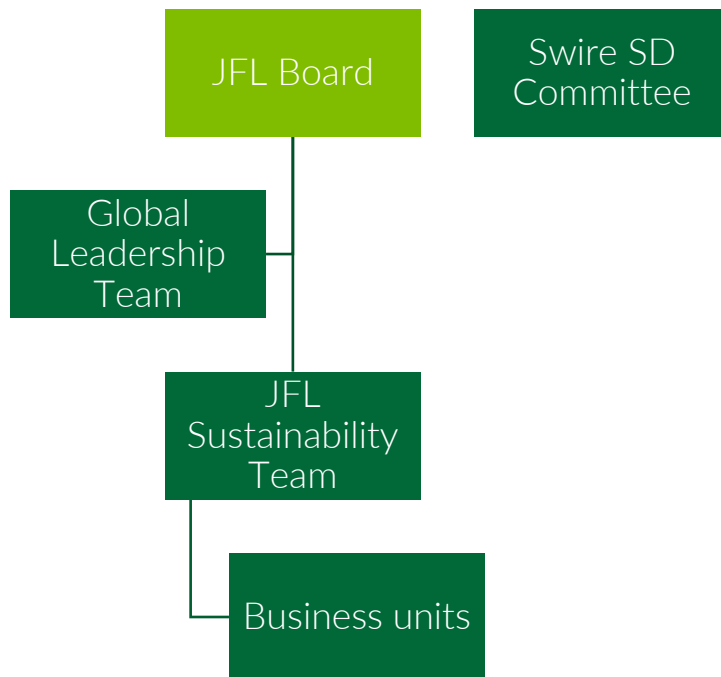 JFL Board
Swire SD
Committee
Global
Leadership
Team
JFL
Sustainability
Team
Business units